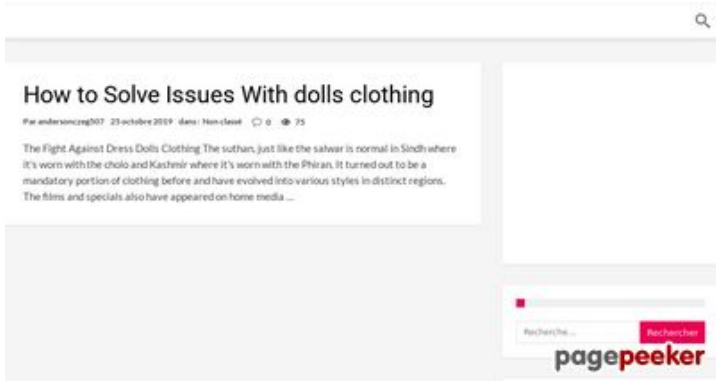 How to Solve Issues With dolls clothing
Par andersonczeg507 23 octobre 2019 dans : Non classé 0 75
The Fight Against Dress Dolls Clothing The suthan, just like the salwar is normal in Sindh where
it's worn with the cholo and Kashmir where it's worn with the Phiran. It turned out to be a
mandatory portion of clothing before and have evolved into various styles in distinct regions.
The films and specials also have appeared on home media ...
Recherche... Rechercher
pagepeeker